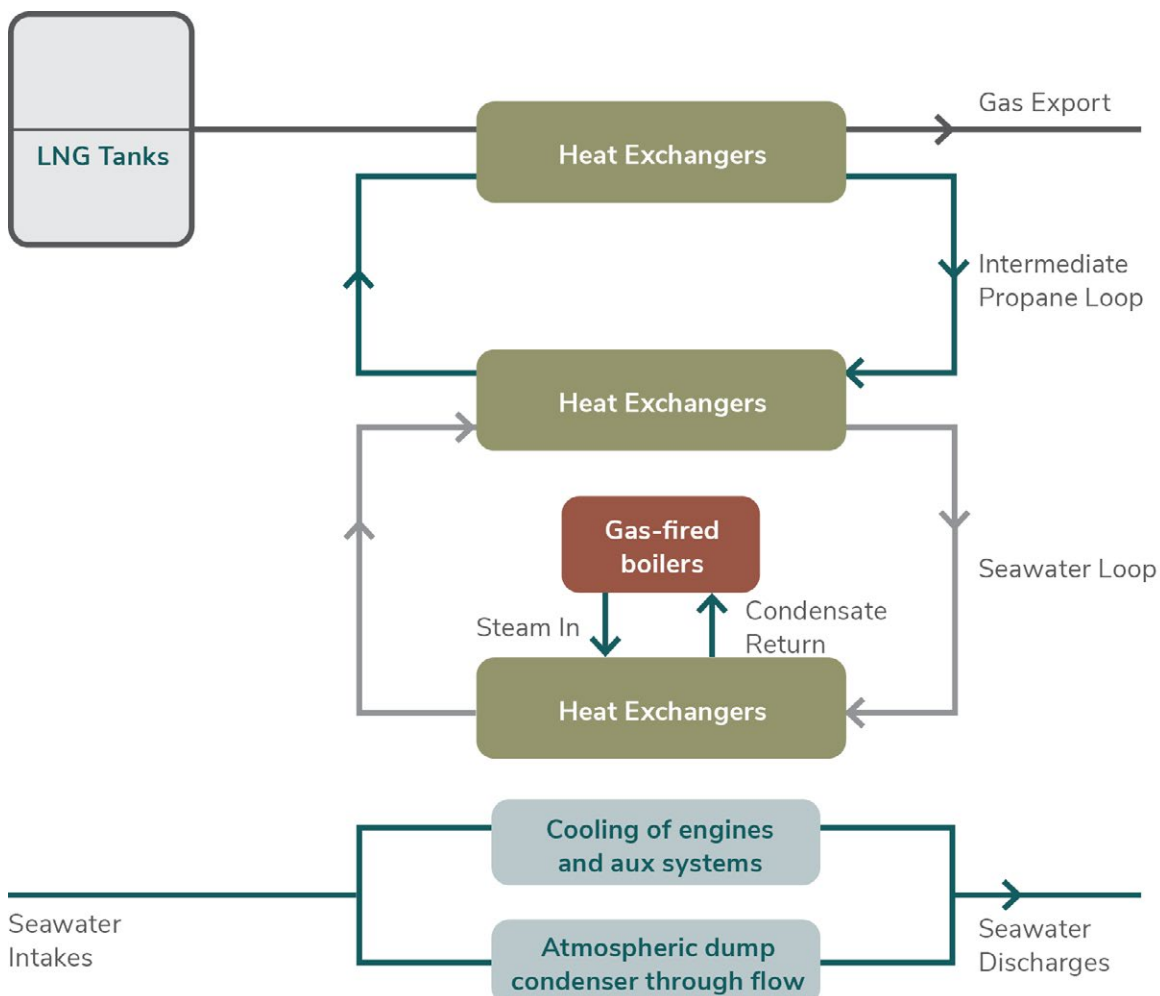 Gas Export
LNG Tanks
Heat Exchangers
Intermediate
Propane Loop
Heat Exchangers
Gas-fired
boilers
Seawater Loop
Steam In
Condensate
Return
Heat Exchangers
Cooling of engines
and aux systems
Seawater
Intakes
Seawater
Discharges
Atmospheric dump
condenser through flow